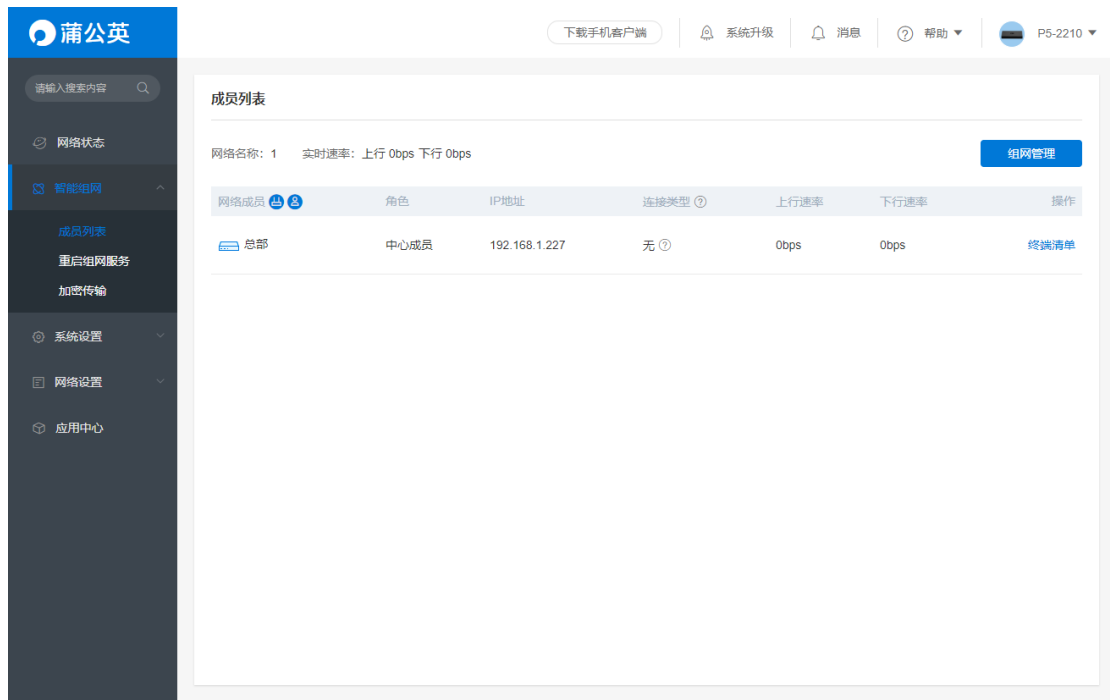 蒲公英
下载手机客户端 系统升级 消息 帮助 P5-2210
请输入搜索内容
网络状态
智能组网
成员列表
重启组网服务
加密传输
系统设置
网络设置
应用中心
成员列表
网络名称：1 实时速率：上行 0bps 下行 0bps
组网管理
网络成员 角色 IP地址 连接类型 上行速率 下行速率 操作
总部 中心成员 192.168.1.227 无 0bps 0bps 终端清单